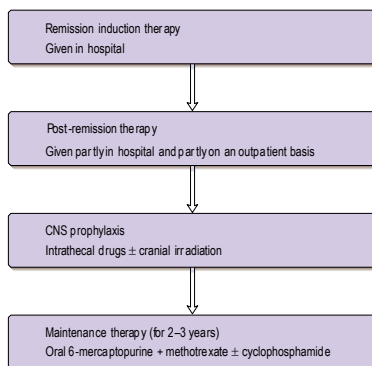 Remission induction therapy
Given in hospital
Post-remission therapy
Given partly in hospital and partly on an outpatient basis
CNS prophylaxis
Intrathecal drugs ± cranial irradiation
Maintenance therapy (for 2–3 years)
Oral 6-mercaptopurine + methotrexate ± cyclophosphamide